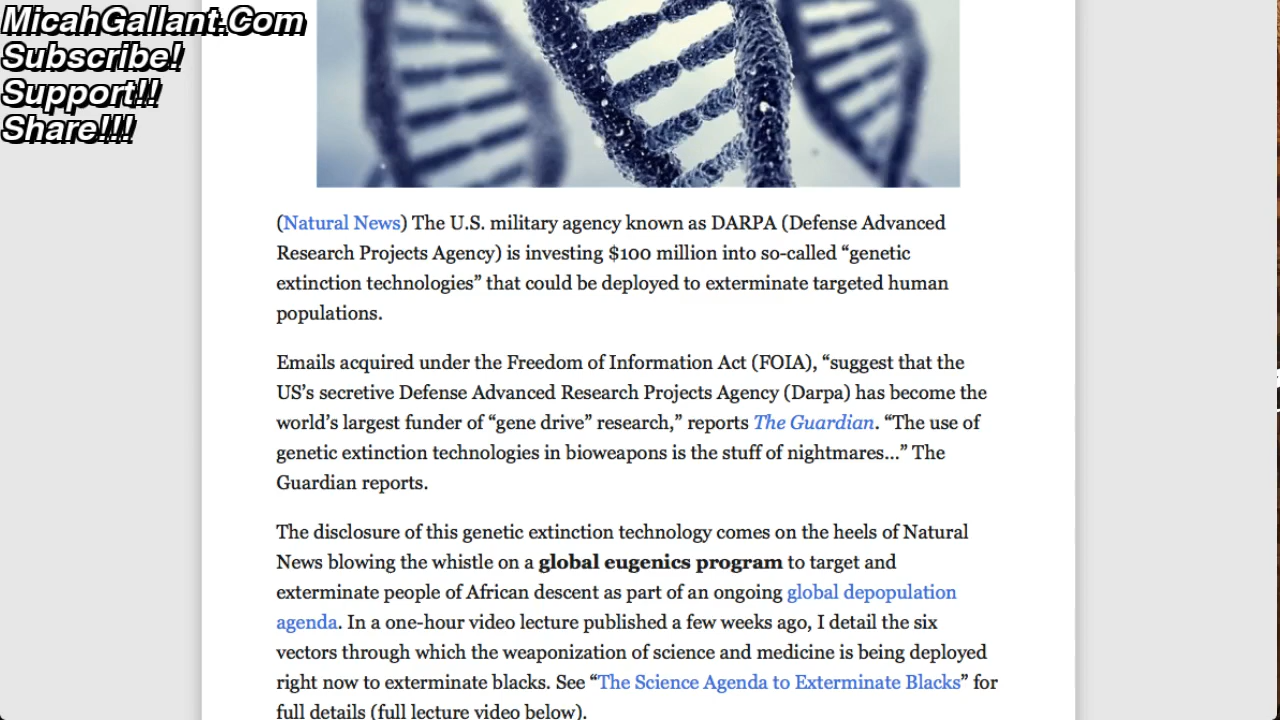 MicahGallant.Com
Subscribe!
Support!!
Share!!!
(Natural News) The U.S. military agency known as DARPA (Defense Advanced
Research Projects Agency) is investing $100 million into so-called “genetic
extinction technologies” that could be deployed to exterminate targeted human
populations.
Emails acquired under the Freedom of Information Act (FOIA), “suggest that the
US’s secretive Defense Advanced Research Projects Agency (Darpa) has become the
world’s largest funder of “gene drive” research,” reports The Guardian. “The use of
genetic extinction technologies in bioweapons is the stuff of nightmares…” The
Guardian reports.
The disclosure of this genetic extinction technology comes on the heels of Natural
News blowing the whistle on a global eugenics program to target and
exterminate people of African descent as part of an ongoing global depopulation
agenda. In a one-hour video lecture published a few weeks ago, I detail the six
vectors through which the weaponization of science and medicine is being deployed
right now to exterminate blacks. See “The Science Agenda to Exterminate Blacks” for
full details (full lecture video below).